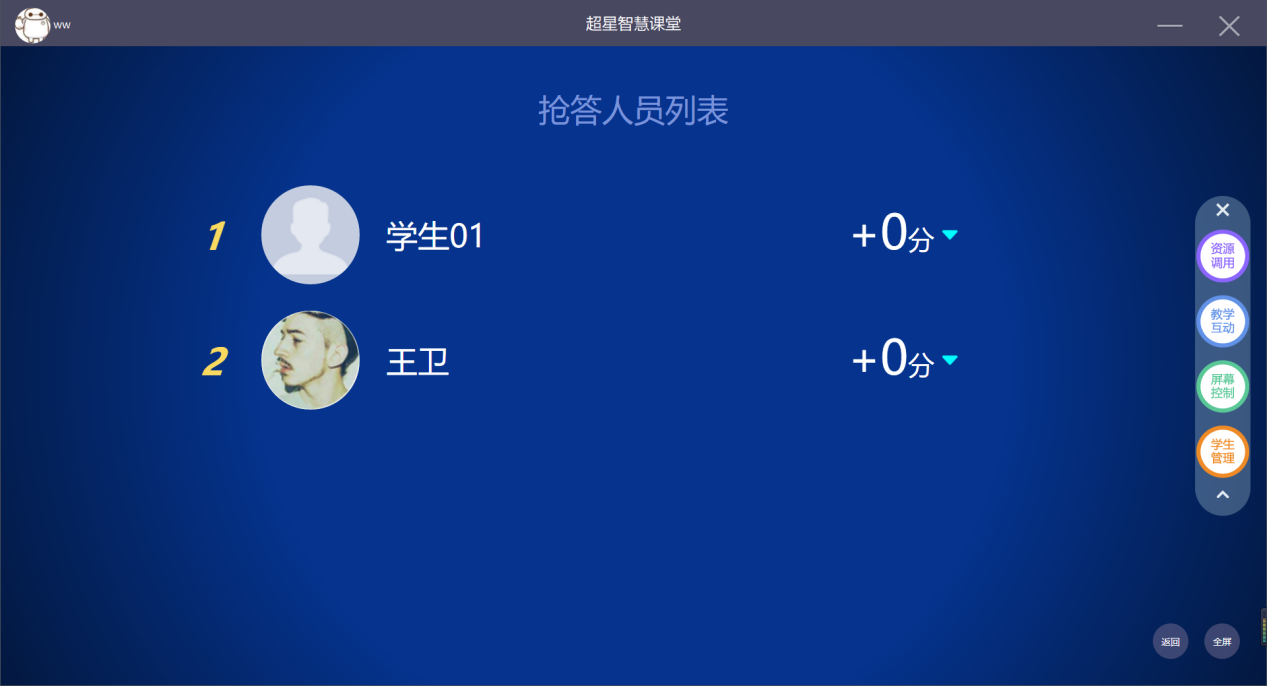 ww
超星智慧课堂
抢答人员列表
1
学生01
+0分
2
王卫
+0分
资源
调用
教学
互动
屏幕
控制
学生
管理
返回
全屏